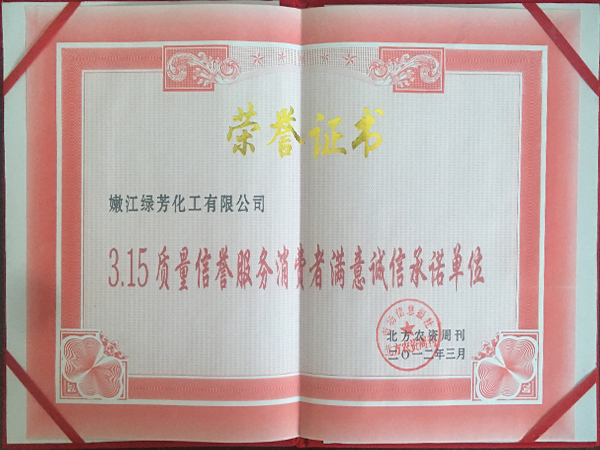 荣誉证书
嫩江绿芳化工有限公司
3.15质量信誉服务消费者满意诚信承诺单位
北方农资周刊
二〇一二年三月